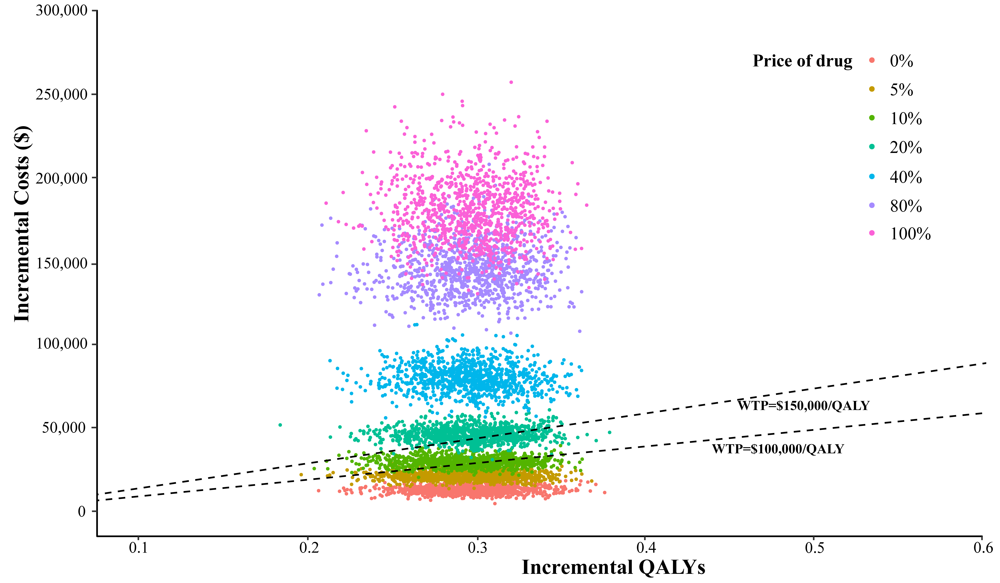 300,000
250,000
200,000
150,000
100,000
50,000
0
Incremental Costs ($)
Price of drug
0%
5%
10%
20%
40%
80%
100%
WTP=$150,000/QALY
WTP=$100,000/QALY
0.1 0.2 0.3 0.4 0.5 0.6
Incremental QALYs